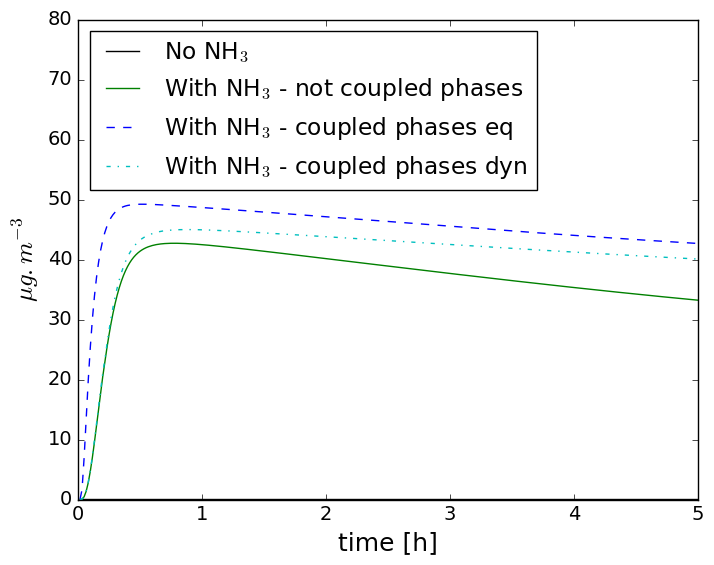 80
70
60
50
40
30
20
10
0
μg.m⁻³
No NH₃
With NH₃ - not coupled phases
With NH₃ - coupled phases eq
With NH₃ - coupled phases dyn
0 1 2 3 4 5
time [h]